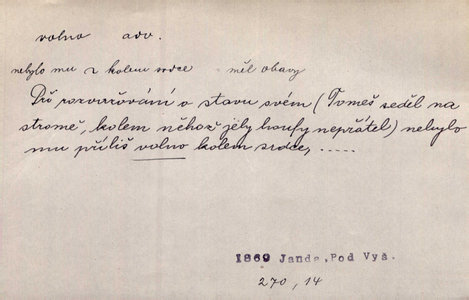 volno adv.
nebylo mu z kolem srdce měl obavy
Při rozvažování o stavu svém (Tomeš seděl na
stromě, kolem něhož jely houfy nepřátel) nebylo
mu příliš volno kolem srdce, .....
1869 Janda, Pod Vyš.
270, 14